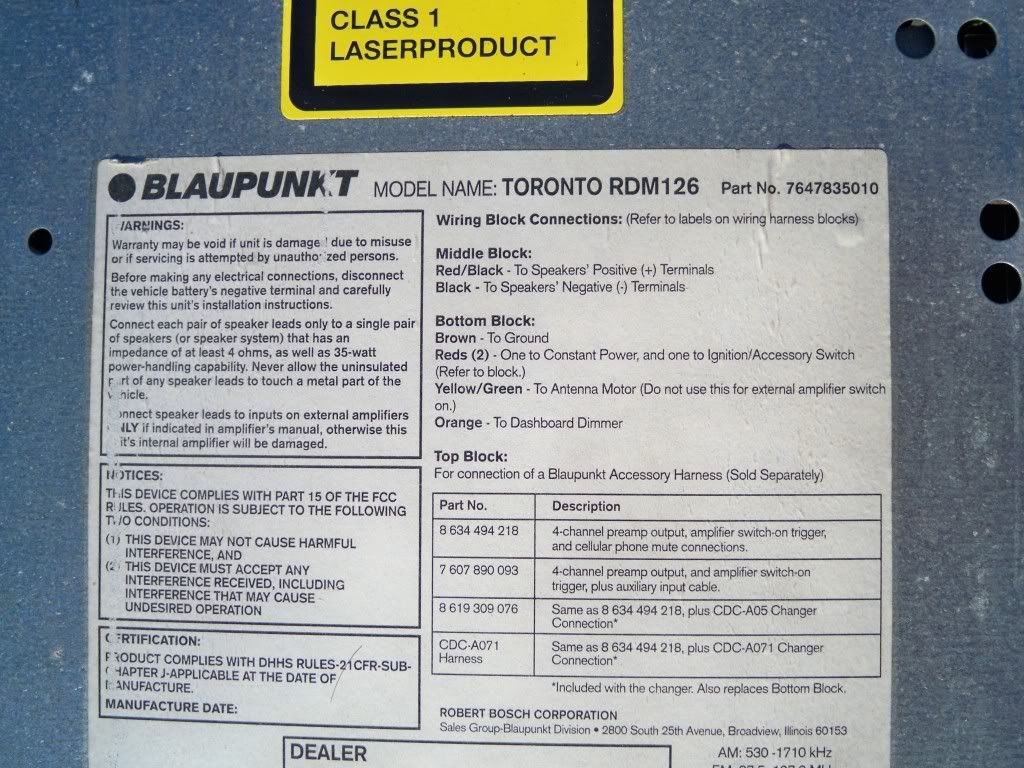 CLASS 1
LASERPRODUCT
BLAUPUNKT MODEL NAME: TORONTO RDM126 Part No. 7647835010
WARNINGS:
Warranty may be void if unit is damaged due to misuse
or if servicing is attempted by unauthorized persons.
Before making any electrical connections, disconnect
the vehicle battery's negative terminal and carefully
review this unit's installation instructions.
Connect each pair of speaker leads only to a single pair
of speakers (or speaker system) that has an
impedance of at least 4 ohms, as well as 35-watt
power-handling capability. Never allow the uninsulated
part of any speaker leads to touch a metal part of the
vehicle.
Connect speaker leads to inputs on external amplifiers
ONLY if indicated in amplifier's manual, otherwise this
unit's internal amplifier will be damaged.
NOTICES:
THIS DEVICE COMPLIES WITH PART 15 OF THE FCC
RULES. OPERATION IS SUBJECT TO THE FOLLOWING
TWO CONDITIONS:
(1) THIS DEVICE MAY NOT CAUSE HARMFUL
INTERFERENCE, AND
(2) THIS DEVICE MUST ACCEPT ANY
INTERFERENCE RECEIVED, INCLUDING
INTERFERENCE THAT MAY CAUSE
UNDESIRED OPERATION
CERTIFICATION:
PRODUCT COMPLIES WITH DHHS RULES-21CFR-SUB-
CHAPTER J-APPLICABLE AT THE DATE OF
MANUFACTURE.
MANUFACTURE DATE:
Wiring Block Connections: (Refer to labels on wiring harness blocks)
Middle Block:
Red/Black - To Speakers' Positive (+) Terminals
Black - To Speakers' Negative (-) Terminals
Bottom Block:
Brown - To Ground
Reds (2) - One to Constant Power, and one to Ignition/Accessory Switch
(Refer to block.)
Yellow/Green - To Antenna Motor (Do not use this for external amplifier switch
on.)
Orange - To Dashboard Dimmer
Top Block:
For connection of a Blaupunkt Accessory Harness (Sold Separately)
Part No. Description
8 634 494 218 4-channel preamp output, amplifier switch-on trigger,
and cellular phone mute connections.
7 607 890 093 4-channel preamp output, and amplifier switch-on
trigger, plus auxiliary input cable.
8 619 309 076 Same as 8 634 494 218, plus CDC-A05 Changer
Connection*
CDC-A071 Same as 8 634 494 218, plus CDC-A071 Changer
Harness Connection*
*Included with the changer. Also replaces Bottom Block.
ROBERT BOSCH CORPORATION
Sales Group-Blaupunkt Division • 2800 South 25th Avenue, Broadview, Illinois 60153
DEALER
AM: 530 -1710 kHz